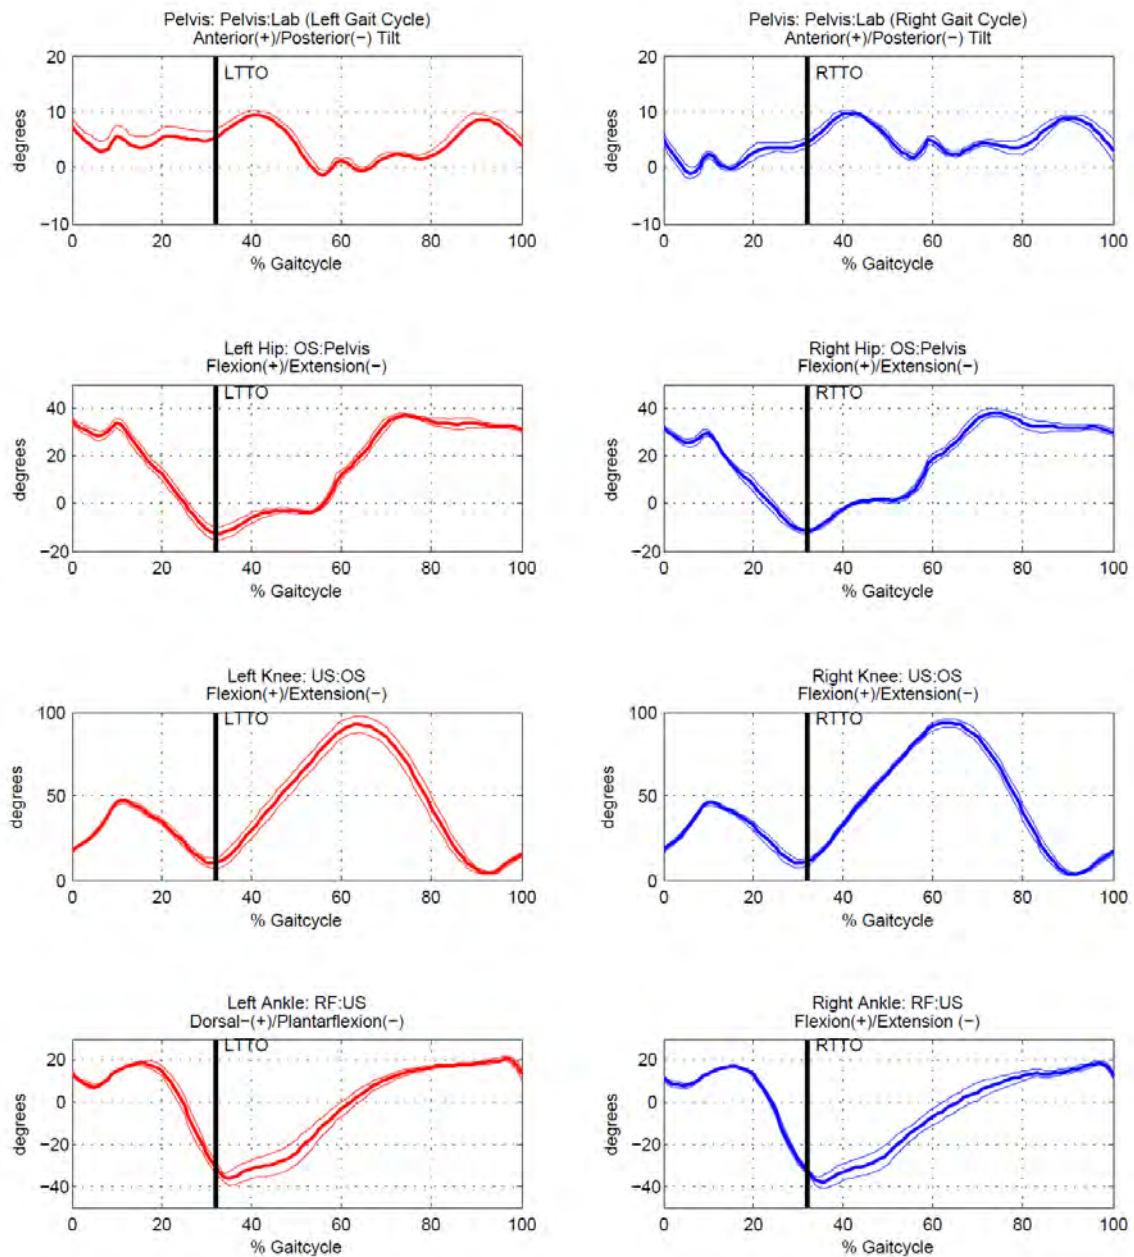 Pelvis: Pelvis:Lab (Left Gait Cycle)
Anterior(+)/Posterior(−) Tilt
20
LTTO
10
0
−10
degrees
0 20 40 60 80 100
% Gaitcycle
Pelvis: Pelvis:Lab (Right Gait Cycle)
Anterior(+)/Posterior(−) Tilt
20
RTTO
10
0
−10
degrees
0 20 40 60 80 100
% Gaitcycle
Left Hip: OS:Pelvis
Flexion(+)/Extension(−)
LTTO
40
20
0
−20
degrees
0 20 40 60 80 100
% Gaitcycle
Right Hip: OS:Pelvis
Flexion(+)/Extension(−)
RTTO
40
20
0
−20
degrees
0 20 40 60 80 100
% Gaitcycle
Left Knee: US:OS
Flexion(+)/Extension(−)
100
LTTO
50
0
degrees
0 20 40 60 80 100
% Gaitcycle
Right Knee: US:OS
Flexion(+)/Extension(−)
100
RTTO
50
0
degrees
0 20 40 60 80 100
% Gaitcycle
Left Ankle: RF:US
Dorsal−(+)/Plantarflexion(−)
LTTO
20
0
−20
−40
degrees
0 20 40 60 80 100
% Gaitcycle
Right Ankle: RF:US
Flexion(+)/Extension (−)
RTTO
20
0
−20
−40
degrees
0 20 40 60 80 100
% Gaitcycle